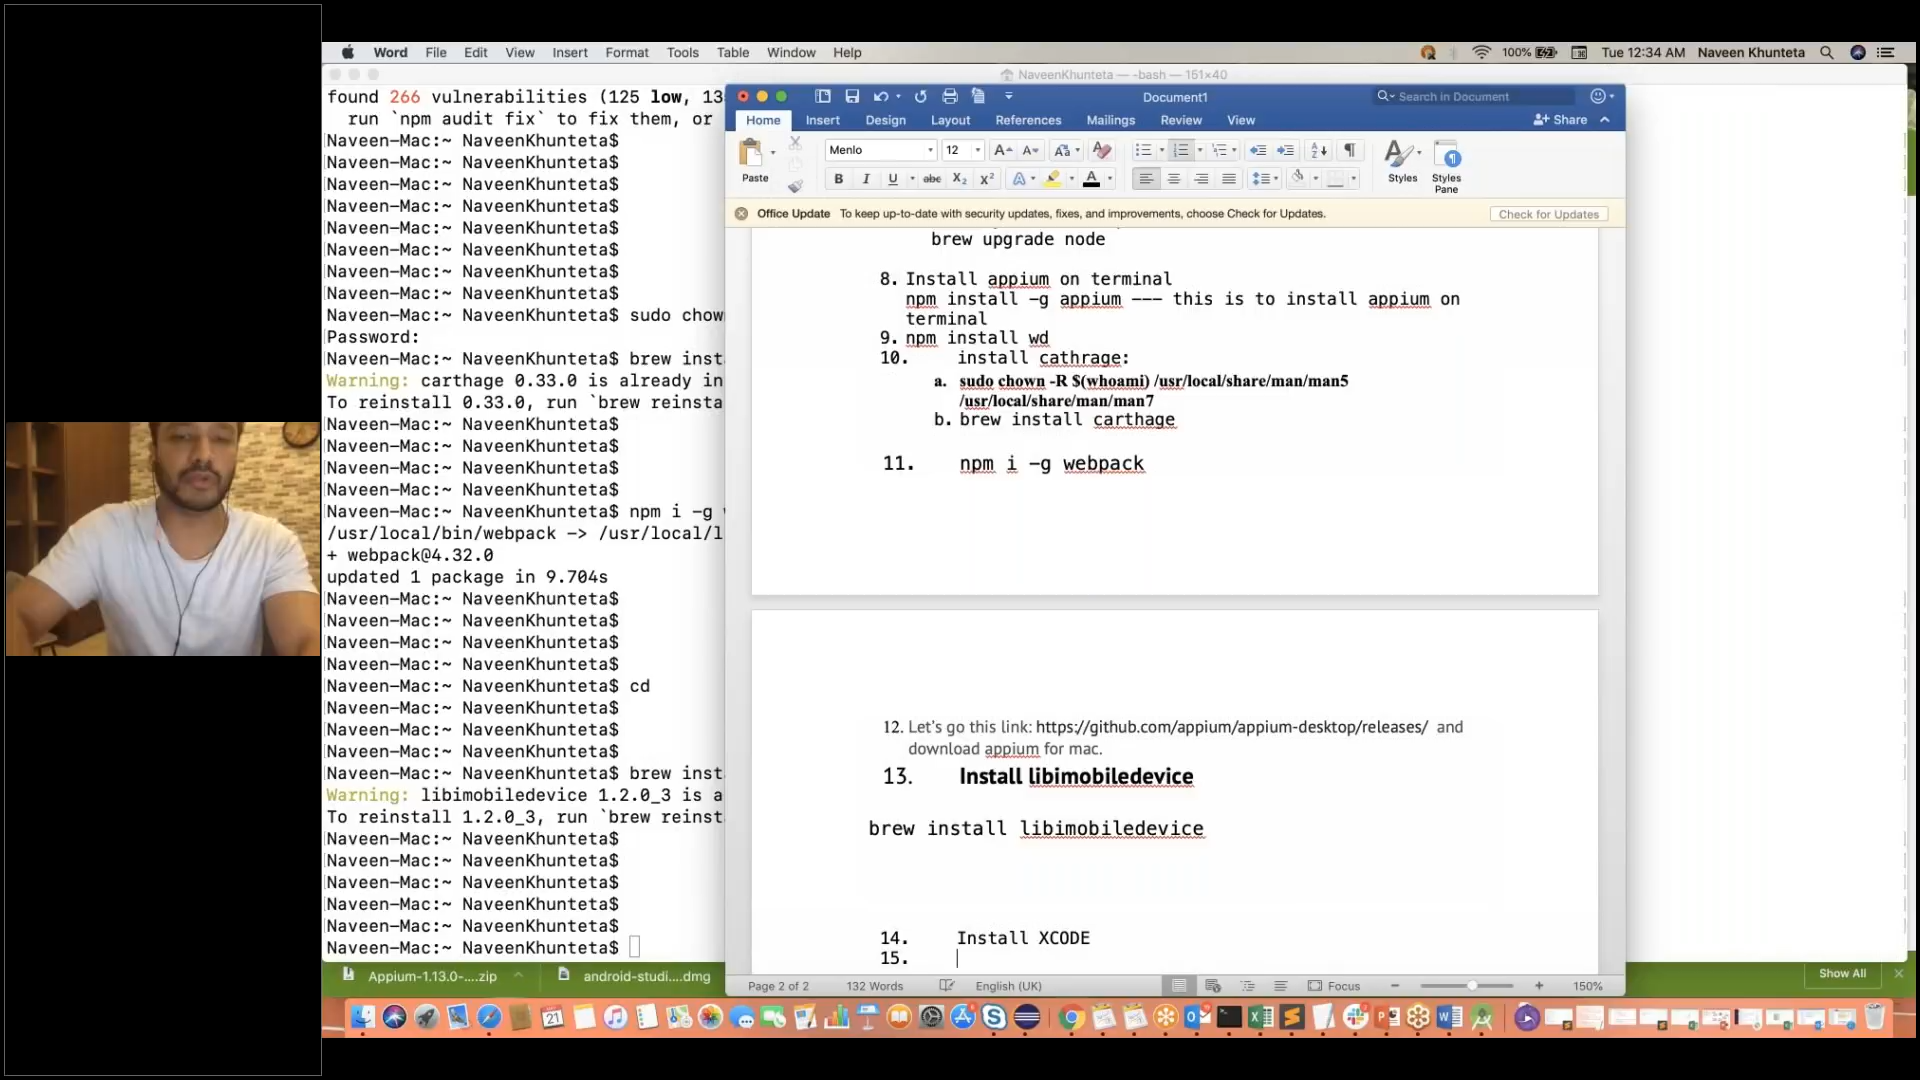 Word File Edit View Insert Format Tools Table Window Help
100% Tue 12:34 AM Naveen Khunteta
NaveenKhunteta — -bash — 151×40
found 266 vulnerabilities (125 low, 13
run `npm audit fix` to fix them, or
Naveen-Mac:~ NaveenKhunteta$
Naveen-Mac:~ NaveenKhunteta$
Naveen-Mac:~ NaveenKhunteta$
Naveen-Mac:~ NaveenKhunteta$
Naveen-Mac:~ NaveenKhunteta$
Naveen-Mac:~ NaveenKhunteta$
Naveen-Mac:~ NaveenKhunteta$
Naveen-Mac:~ NaveenKhunteta$
Naveen-Mac:~ NaveenKhunteta$ sudo chow
Password:
Naveen-Mac:~ NaveenKhunteta$ brew inst
Warning: carthage 0.33.0 is already in
To reinstall 0.33.0, run `brew reinsta
Naveen-Mac:~ NaveenKhunteta$
Naveen-Mac:~ NaveenKhunteta$
Naveen-Mac:~ NaveenKhunteta$
Naveen-Mac:~ NaveenKhunteta$
Naveen-Mac:~ NaveenKhunteta$ npm i -g
/usr/local/bin/webpack -> /usr/local/l
+ webpack@4.32.0
updated 1 package in 9.704s
Naveen-Mac:~ NaveenKhunteta$
Naveen-Mac:~ NaveenKhunteta$
Naveen-Mac:~ NaveenKhunteta$
Naveen-Mac:~ NaveenKhunteta$
Naveen-Mac:~ NaveenKhunteta$ cd
Naveen-Mac:~ NaveenKhunteta$
Naveen-Mac:~ NaveenKhunteta$
Naveen-Mac:~ NaveenKhunteta$
Naveen-Mac:~ NaveenKhunteta$ brew inst
Warning: libimobiledevice 1.2.0_3 is a
To reinstall 1.2.0_3, run `brew reinst
Naveen-Mac:~ NaveenKhunteta$
Naveen-Mac:~ NaveenKhunteta$
Naveen-Mac:~ NaveenKhunteta$
Naveen-Mac:~ NaveenKhunteta$
Naveen-Mac:~ NaveenKhunteta$
Naveen-Mac:~ NaveenKhunteta$
Document1
Search in Document
Home Insert Design Layout References Mailings Review View Share
Paste
Menlo 12
Styles Styles Pane
Office Update To keep up-to-date with security updates, fixes, and improvements, choose Check for Updates. Check for Updates
brew upgrade node
8. Install appium on terminal
npm install -g appium --- this is to install appium on
terminal
9. npm install wd
10. install cathrage:
a. sudo chown -R $(whoami) /usr/local/share/man/man5
/usr/local/share/man/man7
b. brew install carthage
11. npm i -g webpack
12. Let's go this link: https://github.com/appium/appium-desktop/releases/ and
download appium for mac.
13. Install libimobiledevice
brew install libimobiledevice
14. Install XCODE
15.
Page 2 of 2 132 Words English (UK) Focus 150%
Appium-1.13.0-....zip android-studi....dmg Show All
21